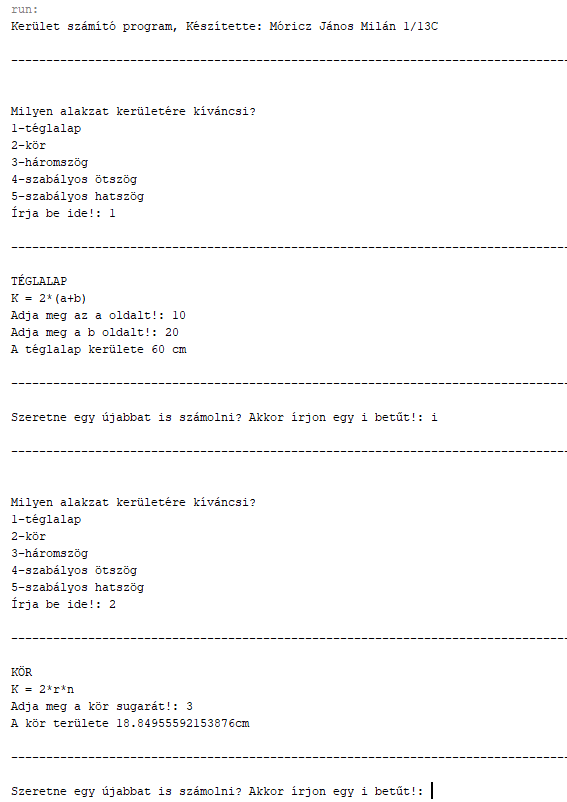 run:
Kerület számító program, Készítette: Móricz János Milán 1/13C
--------------------------------------------------------------------------------
Milyen alakzat kerületére kíváncsi?
1-téglalap
2-kör
3-háromszög
4-szabályos ötszög
5-szabályos hatszög
Írja be ide!: 1
--------------------------------------------------------------------------------
TÉGLALAP
K = 2*(a+b)
Adja meg az a oldalt!: 10
Adja meg a b oldalt!: 20
A téglalap kerülete 60 cm
--------------------------------------------------------------------------------
Szeretne egy újabbat is számolni? Akkor írjon egy i betűt!: i
--------------------------------------------------------------------------------
Milyen alakzat kerületére kíváncsi?
1-téglalap
2-kör
3-háromszög
4-szabályos ötszög
5-szabályos hatszög
Írja be ide!: 2
--------------------------------------------------------------------------------
KÖR
K = 2*r*n
Adja meg a kör sugarát!: 3
A kör területe 18.84955592153876cm
--------------------------------------------------------------------------------
Szeretne egy újabbat is számolni? Akkor írjon egy i betűt!: